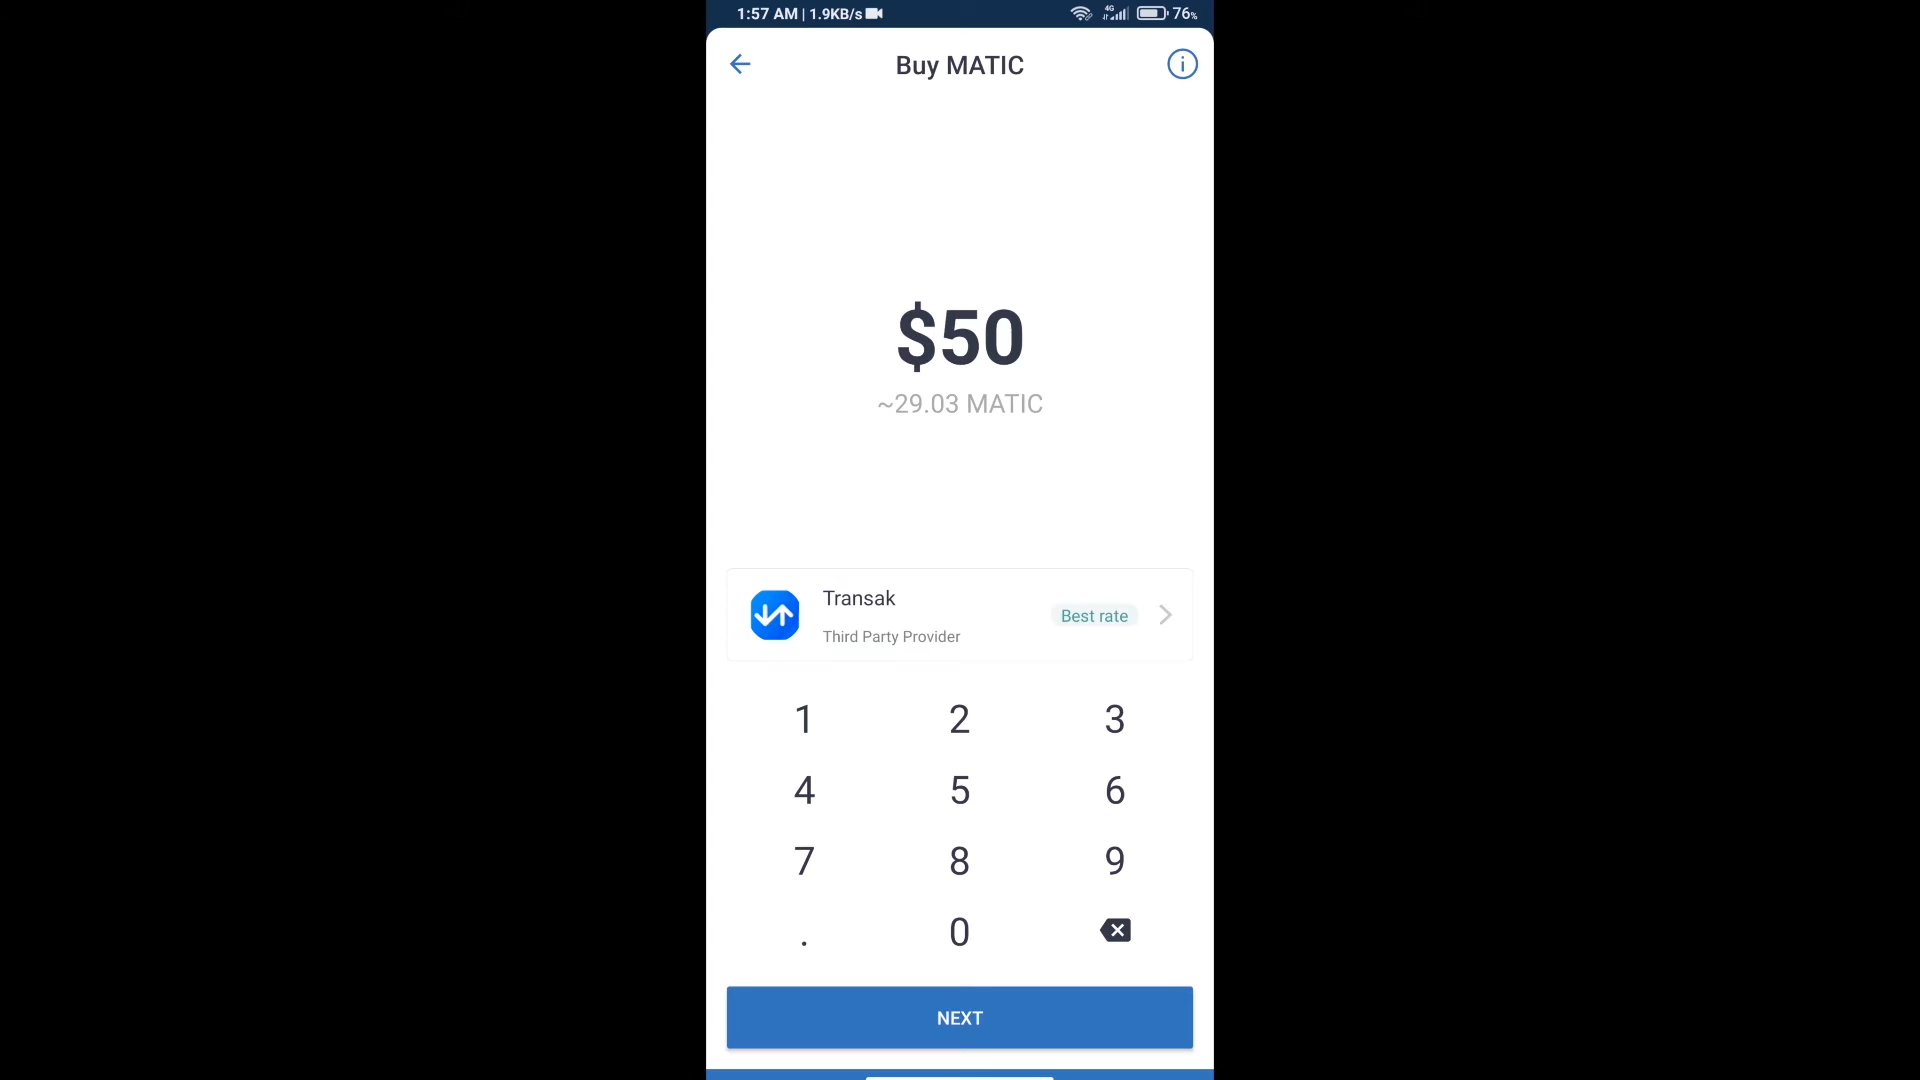 1:57 AM | 1.9KB/s 4G 76%
Buy MATIC
$50
~29.03 MATIC
Transak
Third Party Provider
Best rate
1 2 3
4 5 6
7 8 9
. 0
NEXT